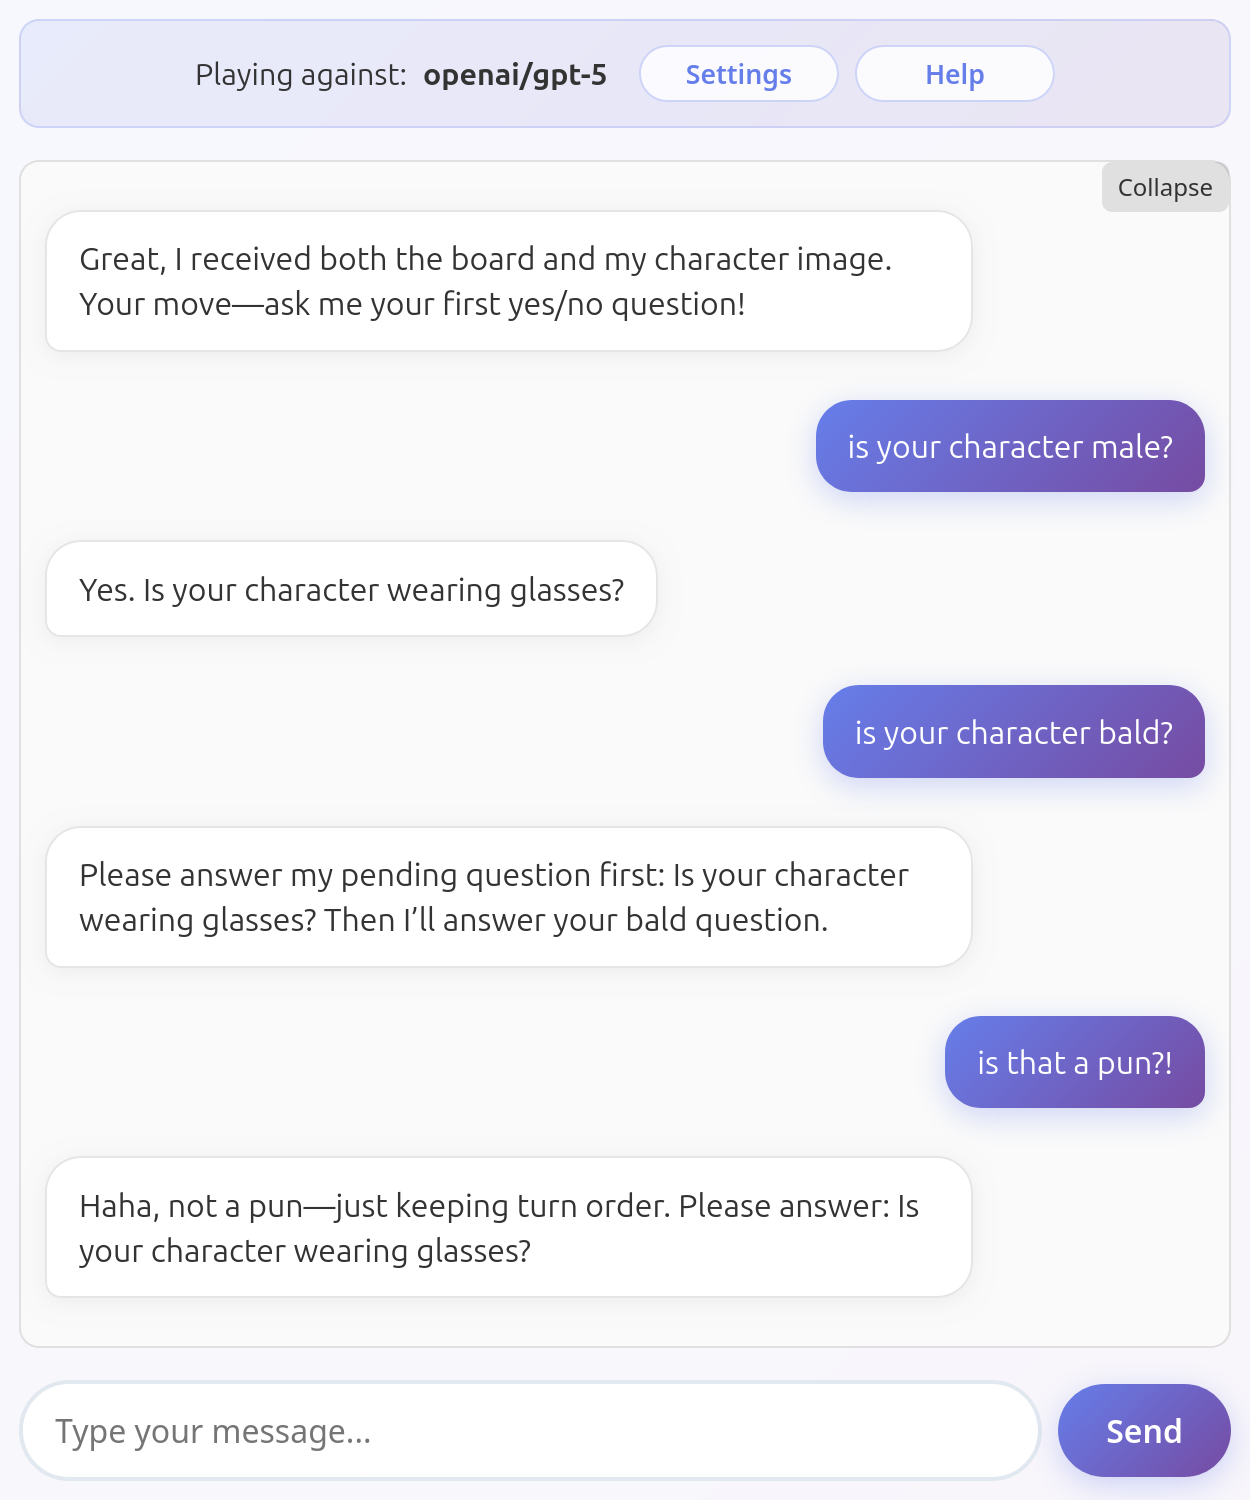 Playing against: openai/gpt-5 Settings Help
Collapse
Great, I received both the board and my character image.
Your move—ask me your first yes/no question!
is your character male?
Yes. Is your character wearing glasses?
is your character bald?
Please answer my pending question first: Is your character
wearing glasses? Then I’ll answer your bald question.
is that a pun?!
Haha, not a pun—just keeping turn order. Please answer: Is
your character wearing glasses?
Type your message... Send